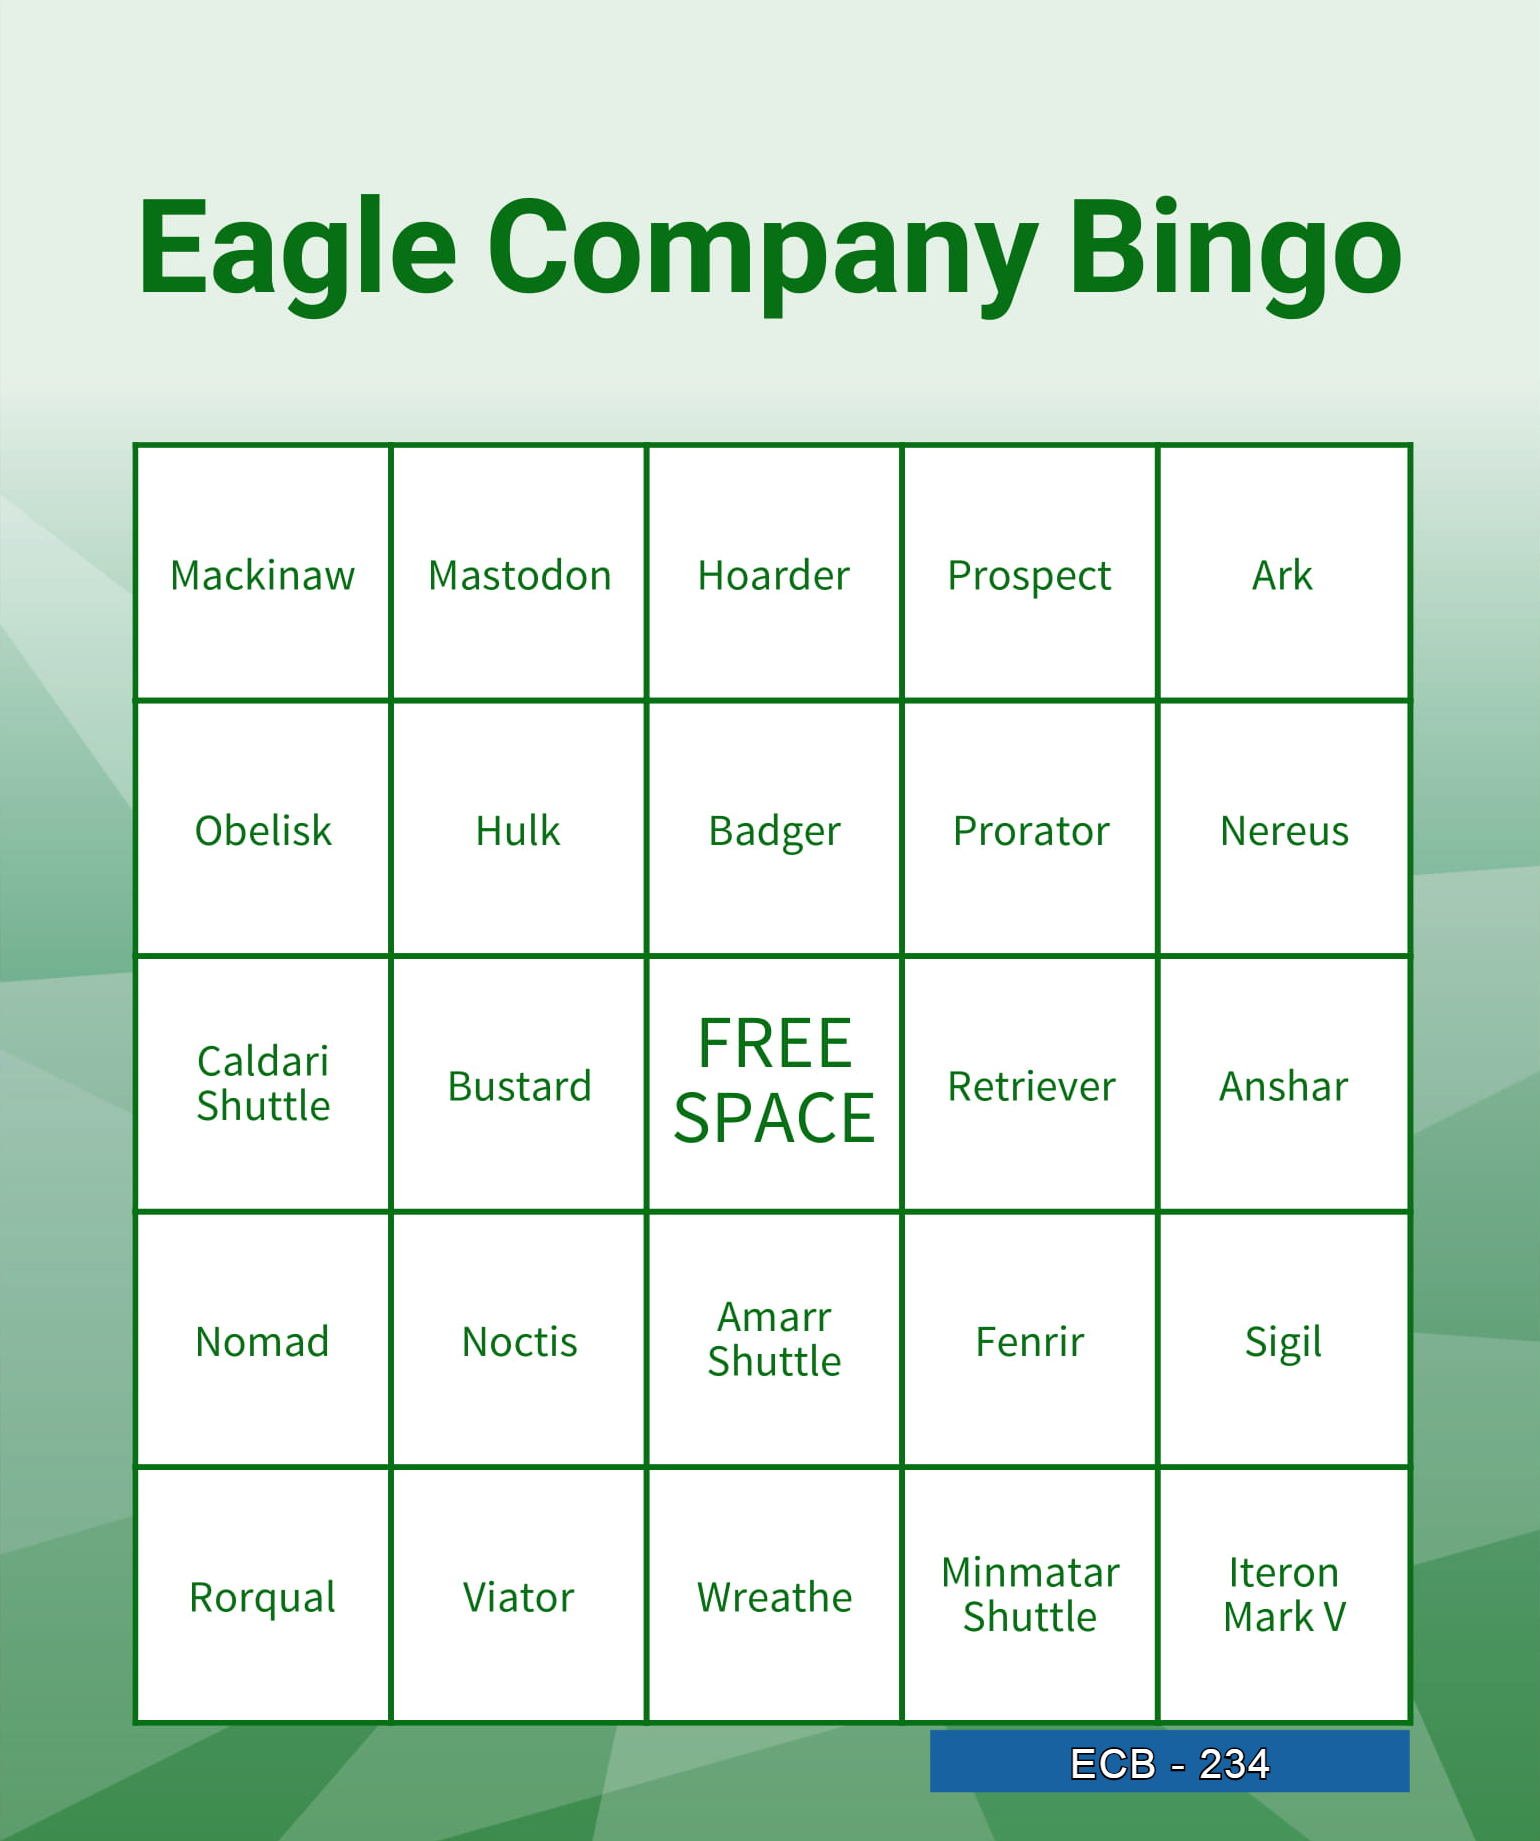 Eagle Company Bingo
Mackinaw
Mastodon
Hoarder
Prospect
Ark
Obelisk
Hulk
Badger
Prorator
Nereus
Caldari
Shuttle
Bustard
FREE
SPACE
Retriever
Anshar
Nomad
Noctis
Amarr
Shuttle
Fenrir
Sigil
Rorqual
Viator
Wreathe
Minmatar
Shuttle
Iteron
Mark V
ECB - 234